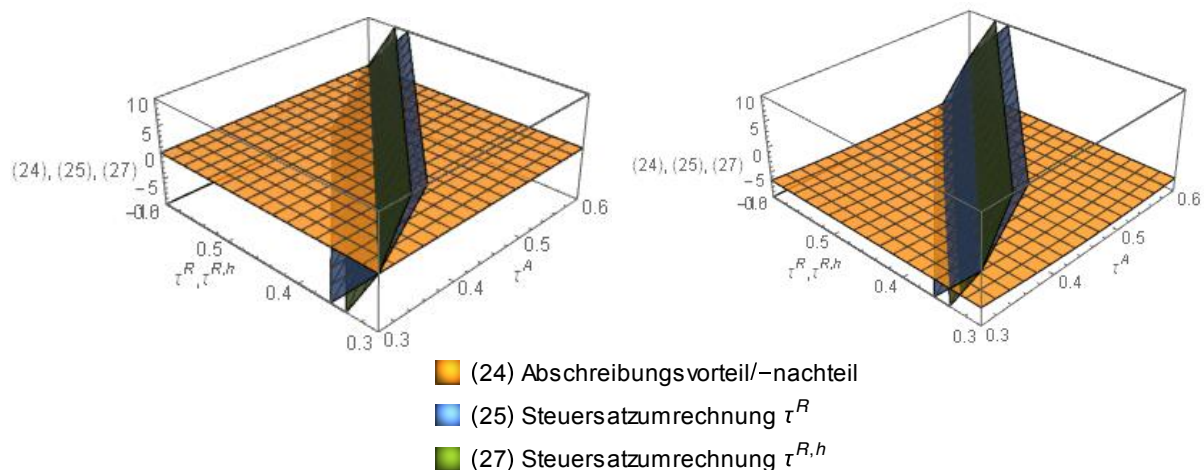 10
5
0
(24), (25), (27)
−5
0.6
0.5
τ^R,τ^{R,h}
0.4
0.3
0.3
0.4
τ^A
0.5
0.6
10
5
0
(24), (25), (27)
−5
0.5
τ^R,τ^{R,h}
0.4
0.3
0.3
0.4
τ^A
0.5
0.6
(24) Abschreibungsvorteil/−nachteil
(25) Steuersatzumrechnung τ^R
(27) Steuersatzumrechnung τ^{R,h}